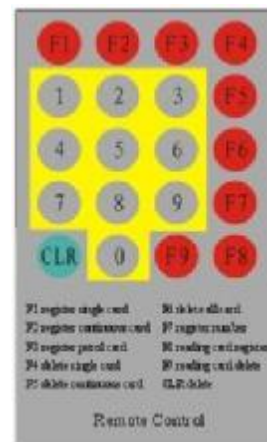 F1 F2 F3 F4
1 2 3 F5
4 5 6 F6
7 8 9 F7
CLR 0 F9 F8
F1 register single card
F2 register continuous card
F3 register patrol card
F4 delete single card
F5 delete continuous card
F6 delete all card
F7 register number
F8 reading card register
F9 reading card delete
CLR delete
Remote Control